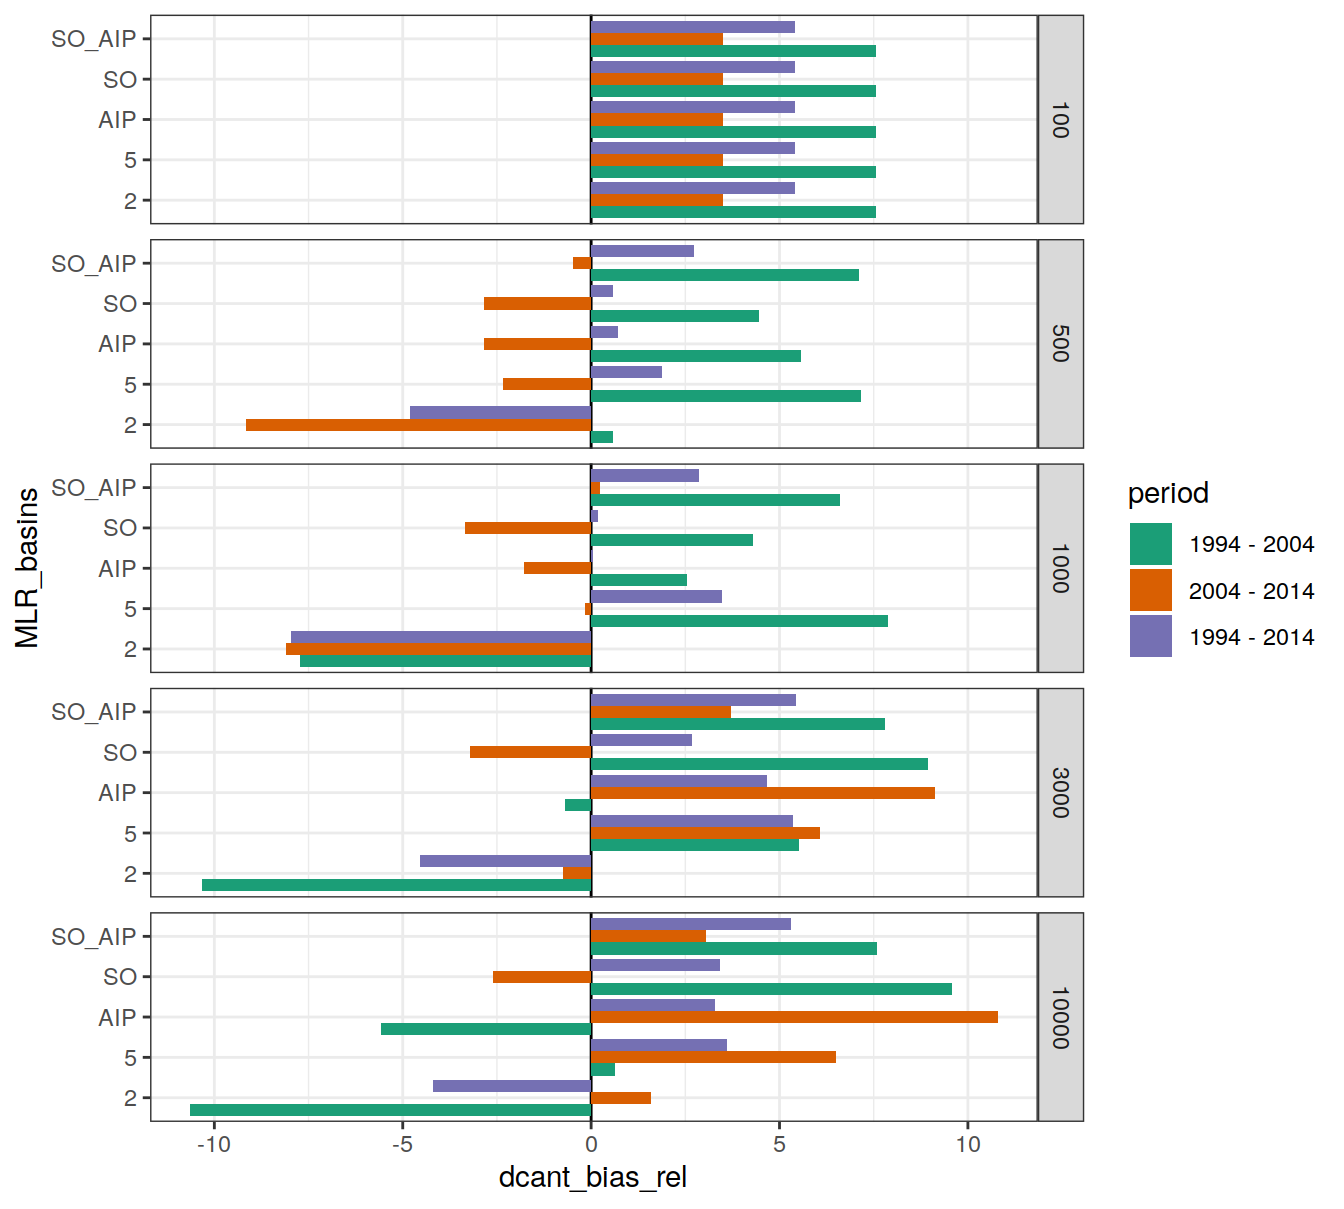 SO_AIP
SO
AIP
5
2
100
SO_AIP
SO
AIP
5
2
500
SO_AIP
SO
AIP
5
2
1000
SO_AIP
SO
AIP
5
2
3000
SO_AIP
SO
AIP
5
2
10000
-10
-5
0
5
10
dcant_bias_rel
MLR_basins
period
1994 - 2004
2004 - 2014
1994 - 2014